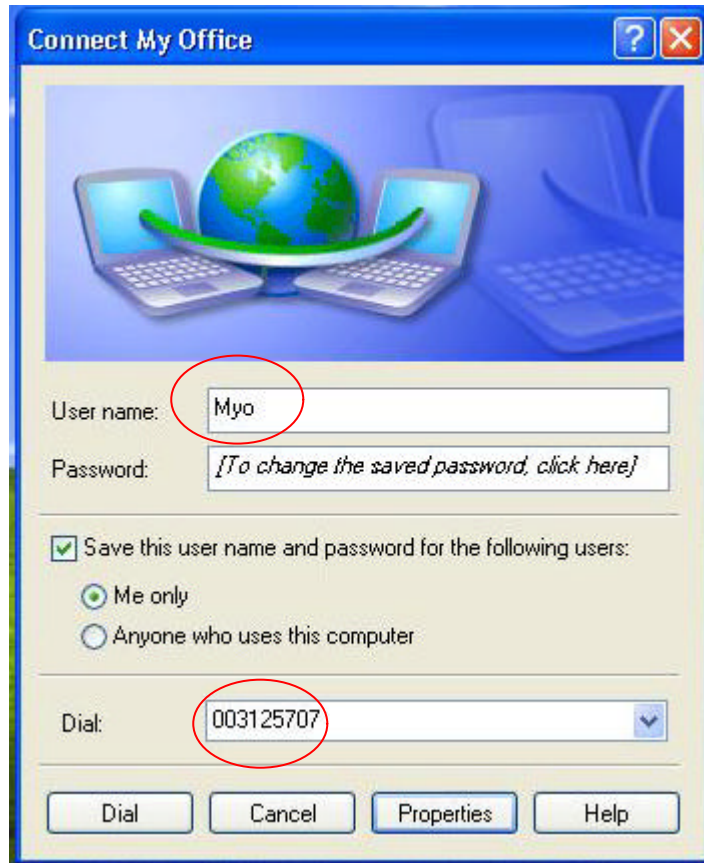 Connect My Office
User name: Myo
Password: [To change the saved password, click here]
Save this user name and password for the following users:
Me only
Anyone who uses this computer
Dial: 003125707
Dial Cancel Properties Help